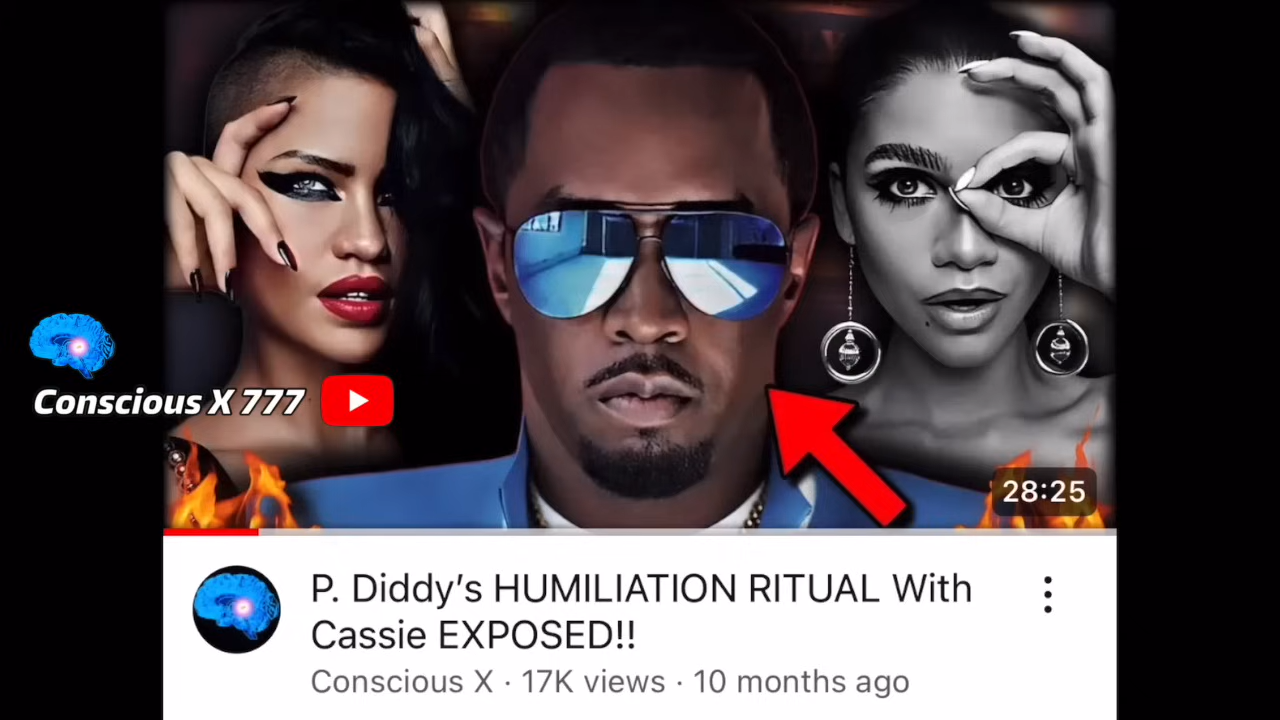 Conscious X 777
28:25
P. Diddy’s HUMILIATION RITUAL With
Cassie EXPOSED!!
Conscious X · 17K views · 10 months ago